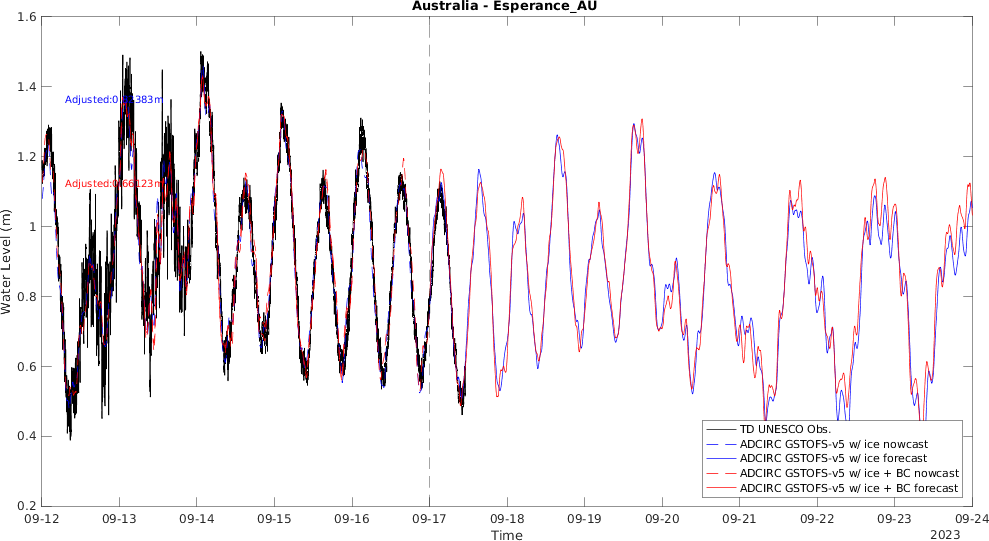 Australia - Esperance_AU
1.6
1.4
1.2
1
0.8
0.6
0.4
0.2
Water Level (m)
09-12
09-13
09-14
09-15
09-16
09-17
09-18
09-19
09-20
09-21
09-22
09-23
09-24
Time
2023
TD UNESCO Obs.
ADCIRC GSTOFS-v5 w/ ice nowcast
ADCIRC GSTOFS-v5 w/ ice forecast
ADCIRC GSTOFS-v5 w/ ice + BC nowcast
ADCIRC GSTOFS-v5 w/ ice + BC forecast